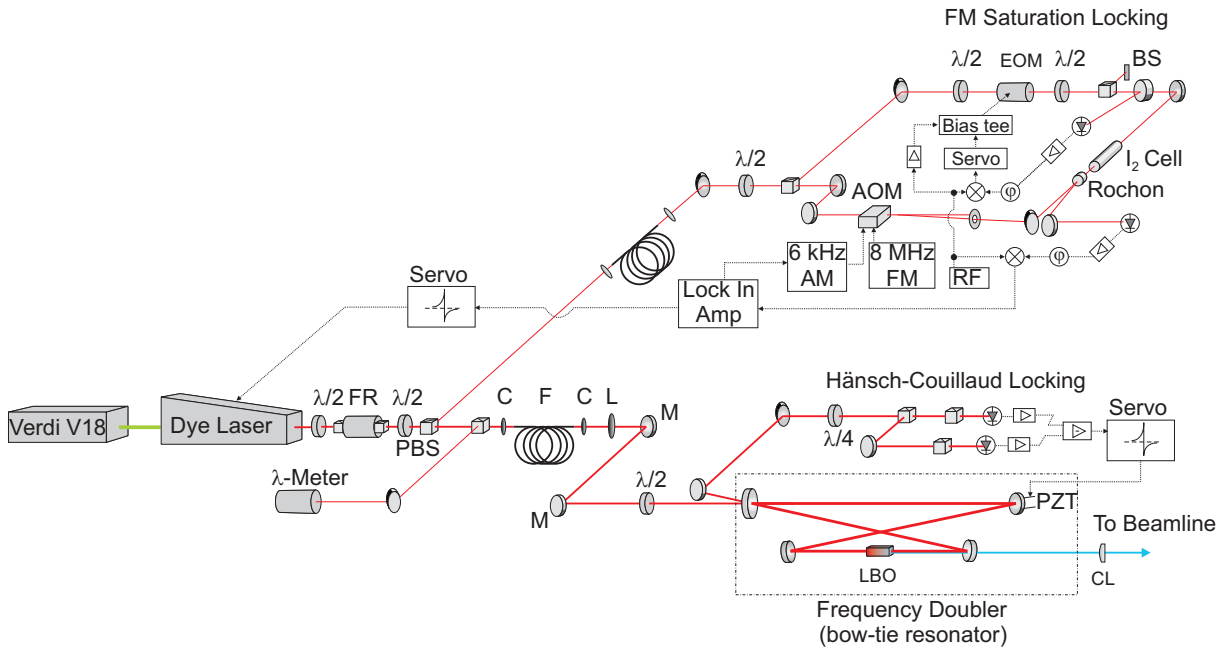 FM Saturation Locking
λ/2
EOM
λ/2
BS
Bias tee
Servo
φ
I2 Cell
Rochon
λ/2
AOM
6 kHz
AM
8 MHz
FM
RF
φ
Lock In
Amp
Servo
Verdi V18
Dye Laser
λ/2
FR
λ/2
PBS
C
F
C
L
M
M
λ-Meter
λ/2
Hänsch-Couillaud Locking
λ/4
Servo
PZT
LBO
To Beamline
CL
Frequency Doubler
(bow-tie resonator)